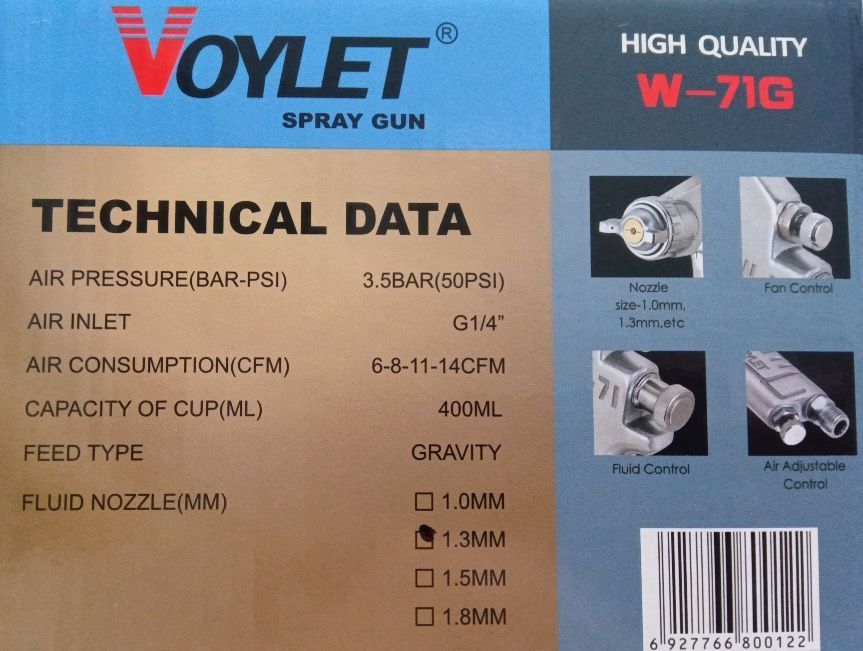 VOYLET®
SPRAY GUN
HIGH QUALITY
W-71G
TECHNICAL DATA
AIR PRESSURE(BAR-PSI) 3.5BAR(50PSI)
AIR INLET G1/4”
AIR CONSUMPTION(CFM) 6-8-11-14CFM
CAPACITY OF CUP(ML) 400ML
FEED TYPE GRAVITY
FLUID NOZZLE(MM) 1.0MM
1.3MM
1.5MM
1.8MM
Nozzle
size-1.0mm,
1.3mm,etc
Fan Control
71
Fluid Control
Air Adjustable
Control
6 927766 800122